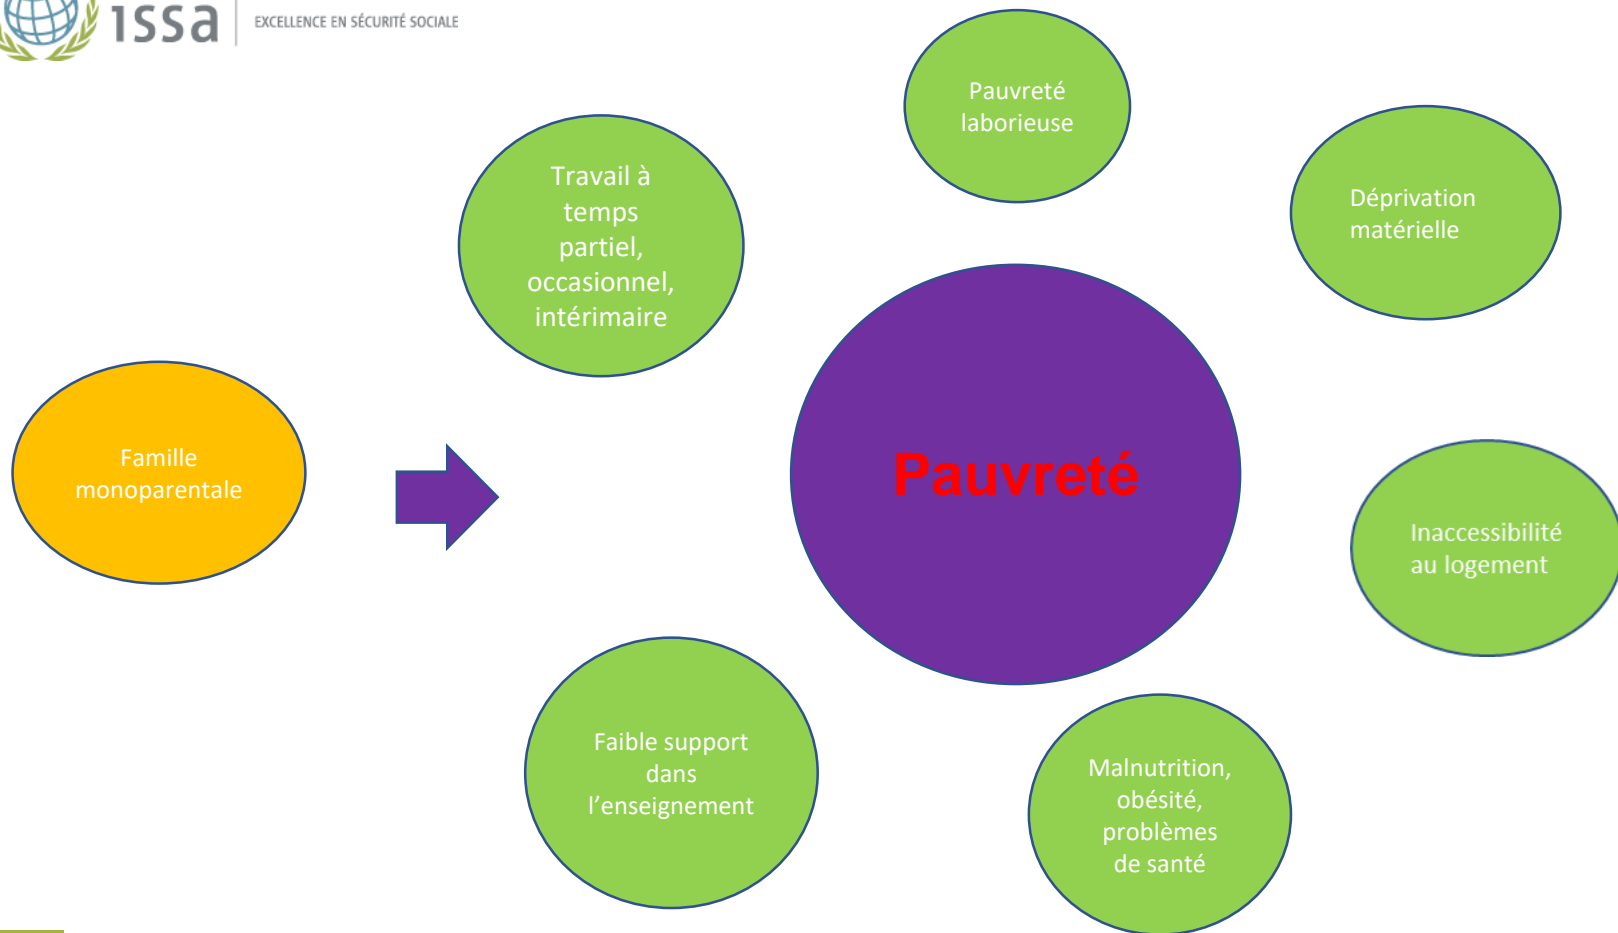 issa
EXCELLENCE EN SÉCURITÉ SOCIALE
Pauvreté
laborieuse
Travail à
temps
partiel,
occasionnel,
intérimaire
Déprivation
matérielle
Famille
monoparentale
Pauvreté
Inaccessibilité
au logement
Faible support
dans
l’enseignement
Malnutrition,
obésité,
problèmes
de santé